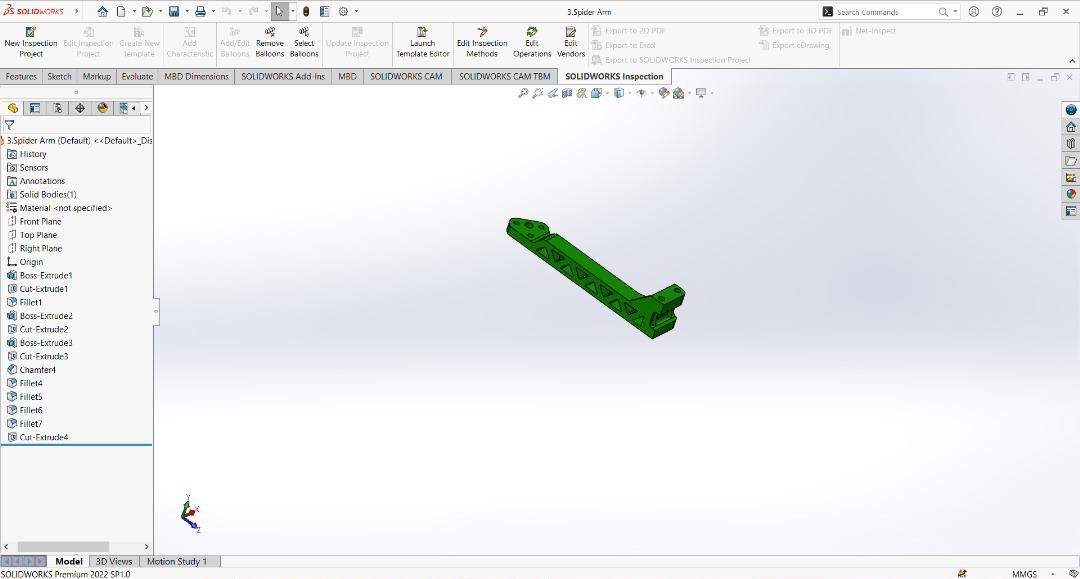 SOLIDWORKS
3.Spider Arm
Search Commands
New Inspection Project
Edit Inspection Project
Create New template
Add Characteristic
Add/Edit Balloons
Remove Balloons
Select Balloons
Update Inspection Project
Launch Template Editor
Edit Inspection Methods
Edit Operations
Edit Vendors
Export to 2D PDF
Export to Excel
Export to SOLIDWORKS Inspection Project
Export to 3D PDF
Export eDrawing
Net-Inspect
Features
Sketch
Markup
Evaluate
MBD Dimensions
SOLIDWORKS Add-Ins
MBD
SOLIDWORKS CAM
SOLIDWORKS CAM TBM
SOLIDWORKS Inspection
3.Spider Arm (Default) <<Default>_Dis
History
Sensors
Annotations
Solid Bodies(1)
Material <not specified>
Front Plane
Top Plane
Right Plane
Origin
Boss-Extrude1
Cut-Extrude1
Fillet1
Boss-Extrude2
Cut-Extrude2
Boss-Extrude3
Cut-Extrude3
Chamfer4
Fillet4
Fillet5
Fillet6
Fillet7
Cut-Extrude4
Y
X
Z
Model
3D Views
Motion Study 1
SOLIDWORKS Premium 2022 SP1.0
MMGS